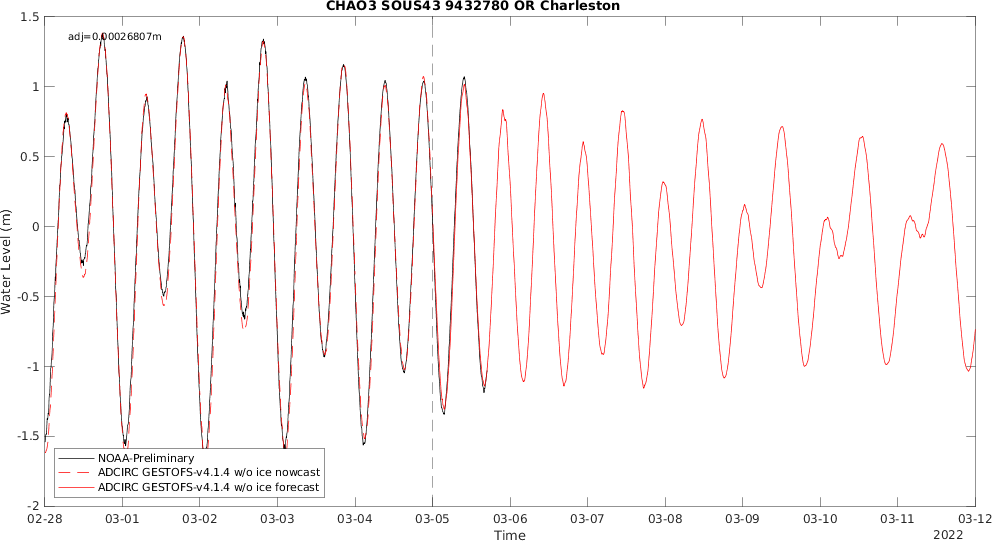 CHAO3 SOUS43 9432780 OR Charleston
adj=0.00026807m
1.5
1
0.5
0
-0.5
-1
-1.5
-2
Water Level (m)
NOAA-Preliminary
ADCIRC GESTOFS-v4.1.4 w/o ice nowcast
ADCIRC GESTOFS-v4.1.4 w/o ice forecast
02-28 03-01 03-02 03-03 03-04 03-05 03-06 03-07 03-08 03-09 03-10 03-11 03-12
Time
2022